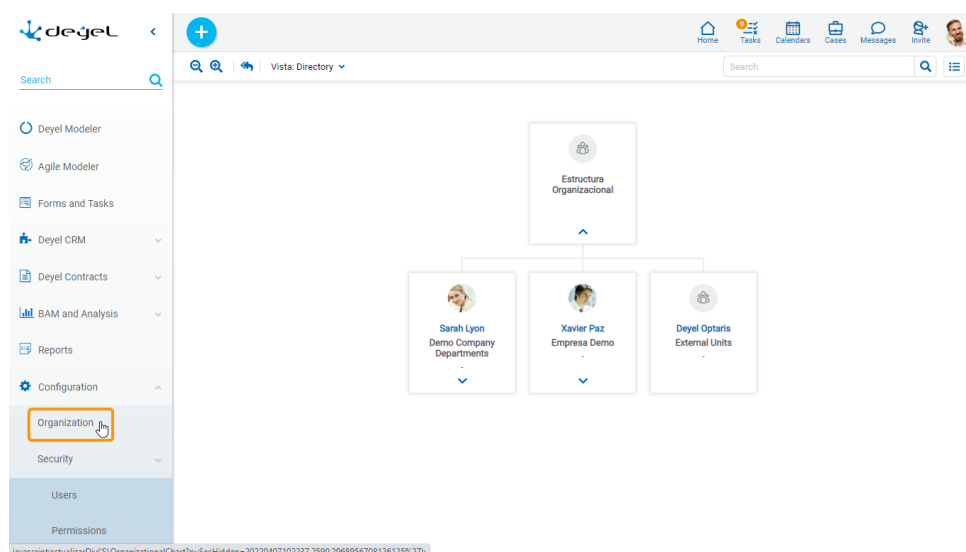 deyel
Home
9
Tasks
Calendars
Cases
Messages
Invite
Search
Vista: Directory
Search
Deyel Modeler
Agile Modeler
Forms and Tasks
Deyel CRM
Deyel Contracts
BAM and Analysis
Reports
Configuration
Organization
Security
Users
Permissions
Estructura
Organizacional
Sarah Lyon
Demo Company
Departments
-
Xavier Paz
Empresa Demo
-
Deyel Optaris
External Units
-